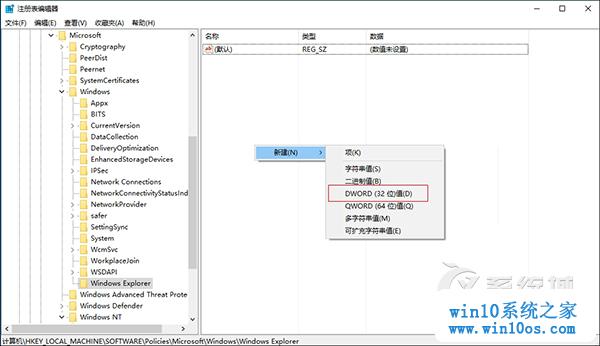 注册表编辑器
文件(F) 编辑(E) 查看(V) 收藏夹(A) 帮助(H)
Microsoft
Cryptography
PeerDist
Peernet
SystemCertificates
Windows
Appx
BITS
CurrentVersion
DataCollection
DeliveryOptimization
EnhancedStorageDevices
IPSec
Network Connections
NetworkConnectivityStatusInd
NetworkProvider
safer
SettingSync
System
WcmSvc
WorkplaceJoin
WSDAPI
Windows Explorer
Windows Advanced Threat Prote
Windows Defender
Windows NT
名称 类型 数据
ab (默认) REG_SZ (数值未设置)
新建(N)
项(K)
字符串值(S)
二进制值(B)
DWORD (32 位)值(D)
QWORD (64 位)值(Q)
多字符串值(M)
可扩充字符串值(E)
系统城
win10系统之家
www.win10os.com
计算机\HKEY_LOCAL_MACHINE\SOFTWARE\Policies\Microsoft\Windows\Windows Explorer